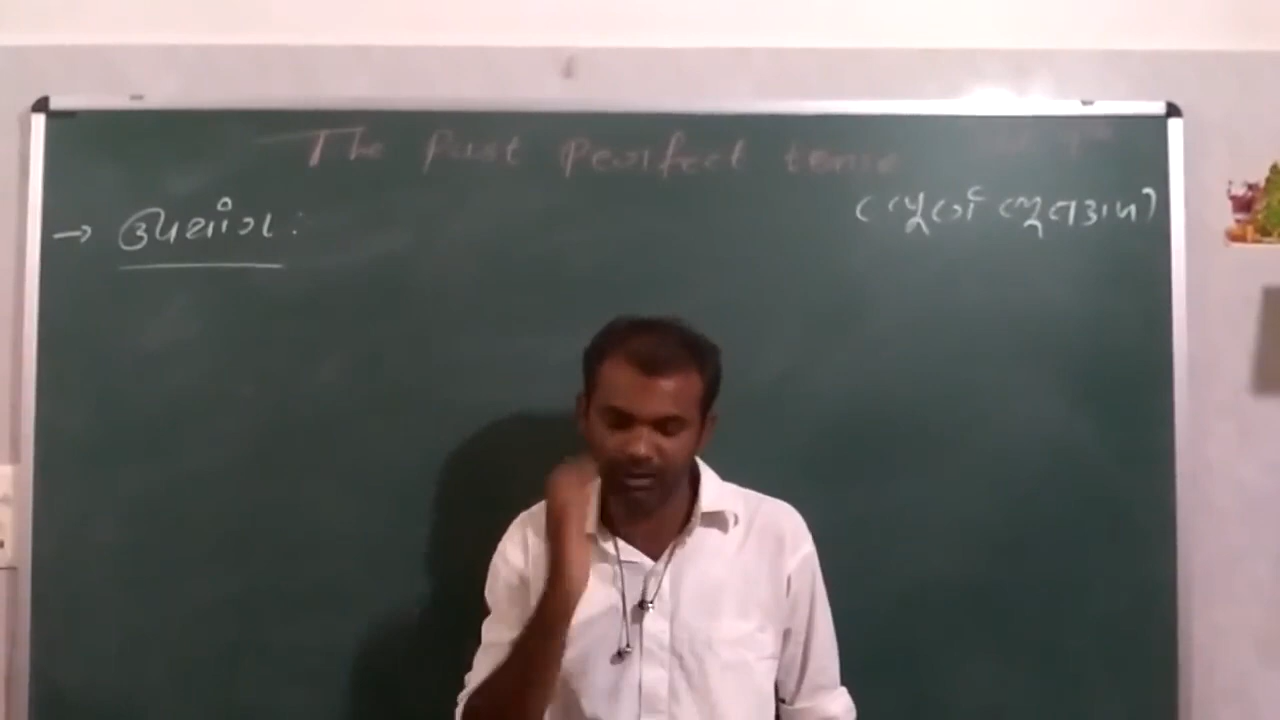 The past perfect tense
(પૂર્ણ ભૂતકાળ)
→ ઉપયોગ :